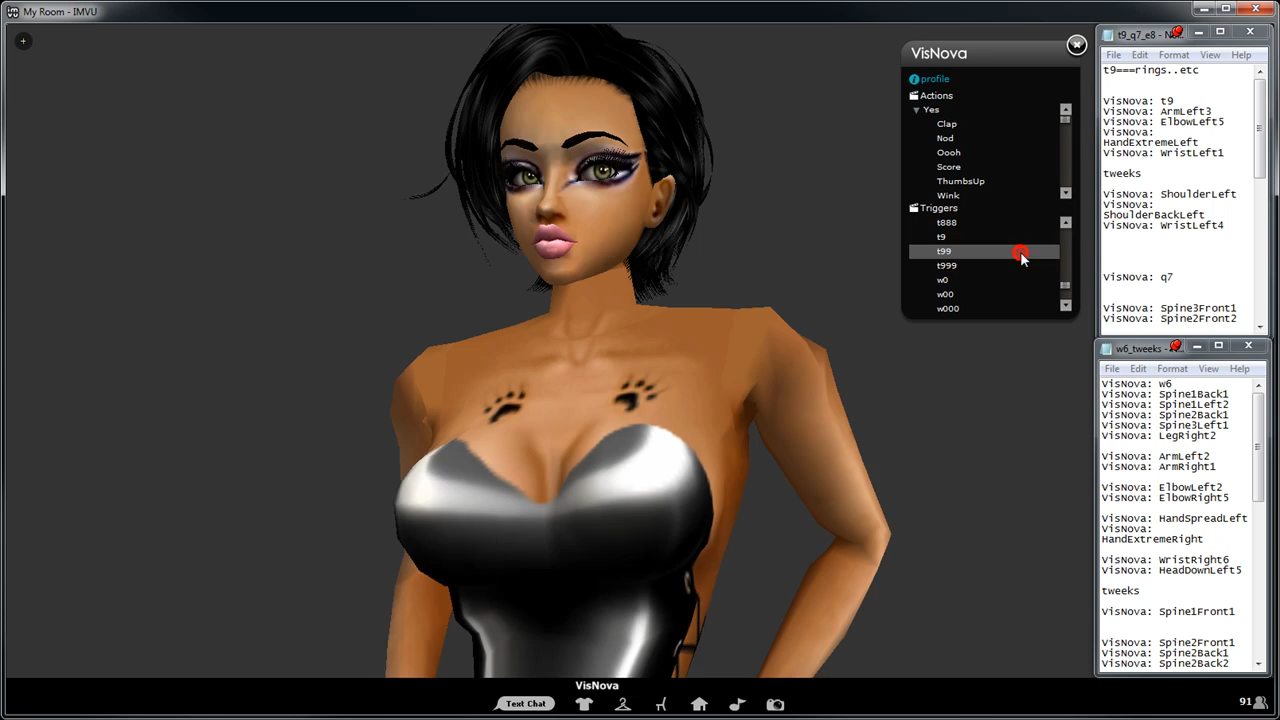 My Room - IMVU
VisNova
profile
Actions
Yes
Clap
Nod
Oooh
Score
ThumbsUp
Wink
Triggers
t888
t9
t99
t999
w0
w00
w000
t9_q7_e8 - N...
File Edit Format View Help
t9===rings..etc
VisNova: t9
VisNova: ArmLeft3
VisNova: ElbowLeft5
VisNova:
HandExtremeLeft
VisNova: WristLeft1
tweeks
VisNova: ShoulderLeft
VisNova:
ShoulderBackLeft
VisNova: WristLeft4
VisNova: q7
VisNova: Spine3Front1
VisNova: Spine2Front2
w6_tweeks -
File Edit Format View Help
VisNova: w6
VisNova: Spine1Back1
VisNova: Spine1Left2
VisNova: Spine2Back1
VisNova: Spine3Left1
VisNova: LegRight2
VisNova: ArmLeft2
VisNova: ArmRight1
VisNova: ElbowLeft2
VisNova: ElbowRight5
VisNova: HandSpreadLeft
VisNova:
HandExtremeRight
VisNova: WristRight6
VisNova: HeadDownLeft5
tweeks
VisNova: Spine1Front1
VisNova: Spine2Front1
VisNova: Spine2Back1
VisNova: Spine2Back2
VisNova
Text Chat
91